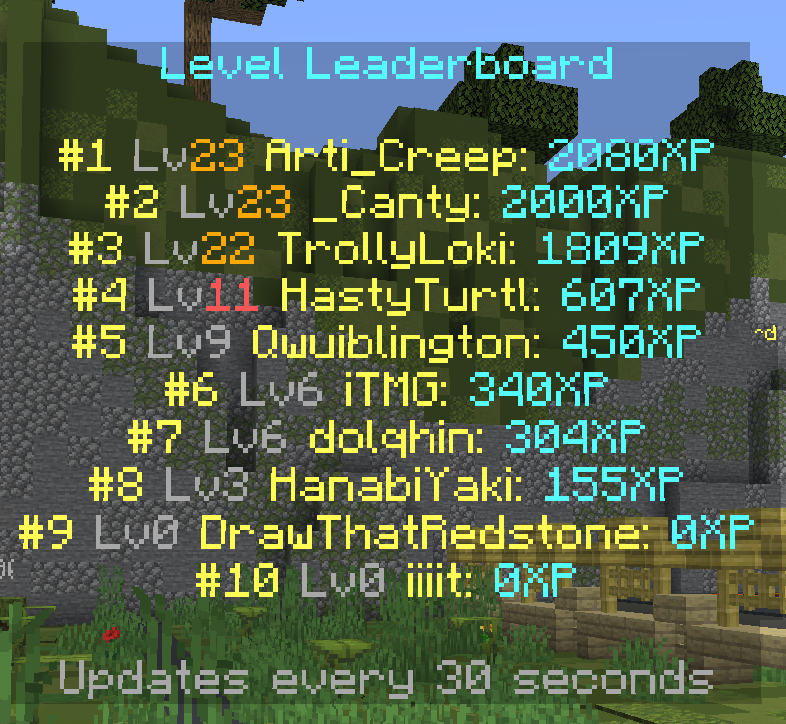 Level Leaderboard
#1 Lv23 Arti_Creep: 2080XP
#2 Lv23 _Canty: 2000XP
#3 Lv22 TrollyLoki: 1809XP
#4 Lv11 HastyTurtl: 607XP
#5 Lv9 Qwuiblington: 450XP
#6 Lv6 iTMG: 340XP
#7 Lv6 dolqhin: 304XP
#8 Lv3 HanabiYaki: 155XP
#9 Lv0 DrawThatRedstone: 0XP
#10 Lv0 iiiit: 0XP
Updates every 30 seconds